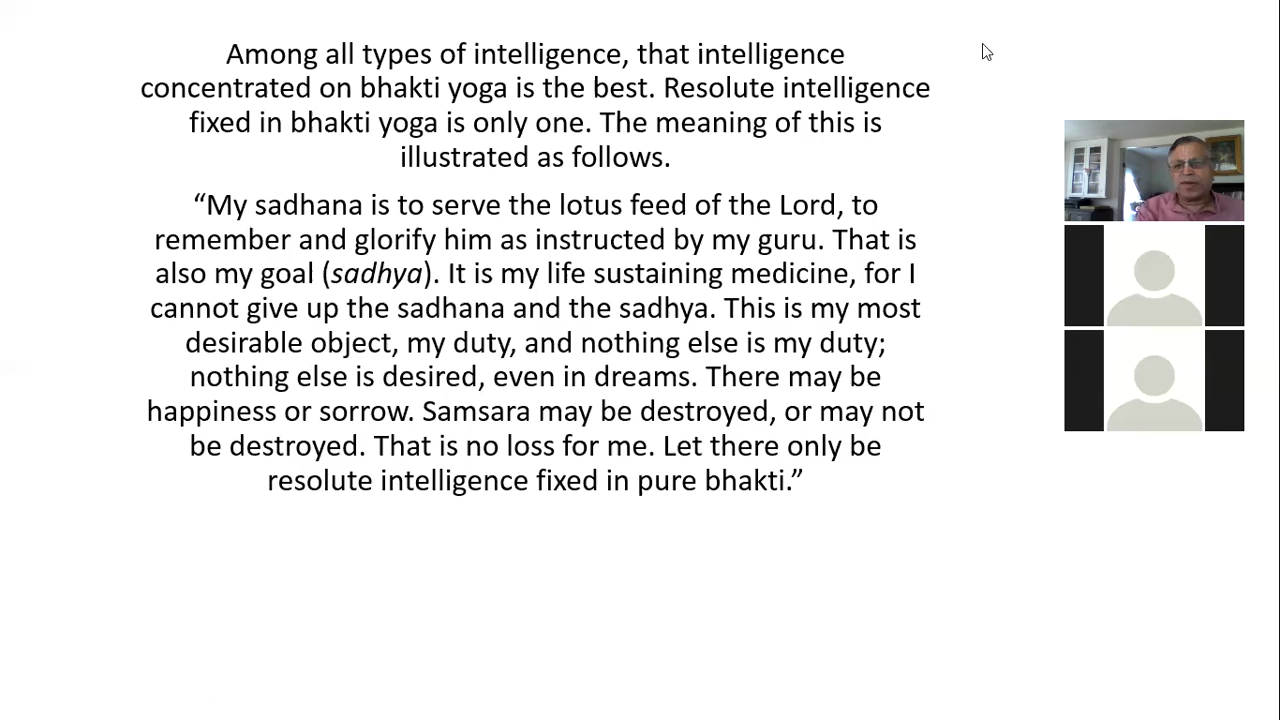 Among all types of intelligence, that intelligence
concentrated on bhakti yoga is the best. Resolute intelligence
fixed in bhakti yoga is only one. The meaning of this is
illustrated as follows.
“My sadhana is to serve the lotus feed of the Lord, to
remember and glorify him as instructed by my guru. That is
also my goal (sadhya). It is my life sustaining medicine, for I
cannot give up the sadhana and the sadhya. This is my most
desirable object, my duty, and nothing else is my duty;
nothing else is desired, even in dreams. There may be
happiness or sorrow. Samsara may be destroyed, or may not
be destroyed. That is no loss for me. Let there only be
resolute intelligence fixed in pure bhakti.”